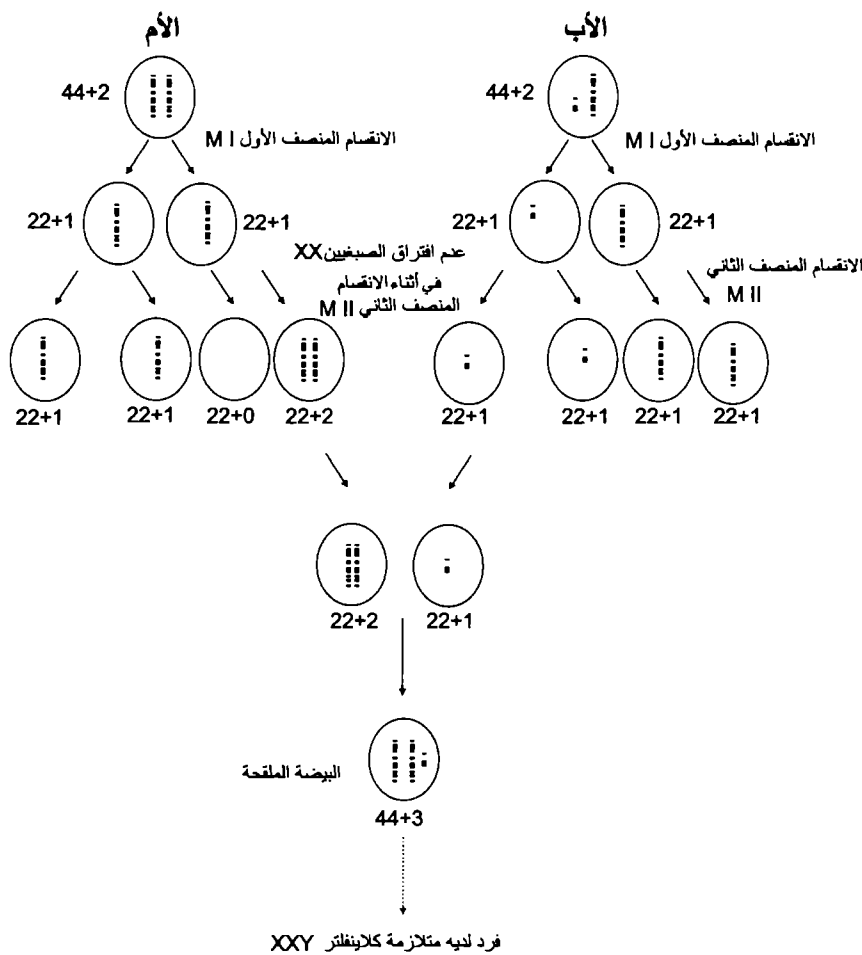 الأم
الأب
44+2
44+2
الانقسام المنصف الأول M I
الانقسام المنصف الأول M I
22+1
22+1
22+1
22+1
عدم افتراق الصبغيين XX
في أثناء الانقسام
المنصف الثاني M II
الانقسام المنصف الثاني
M II
22+1
22+1
22+0
22+2
22+1
22+1
22+1
22+1
22+2
22+1
البيضة الملقحة
44+3
فرد لديه متلازمة كلاينفلتر XXY